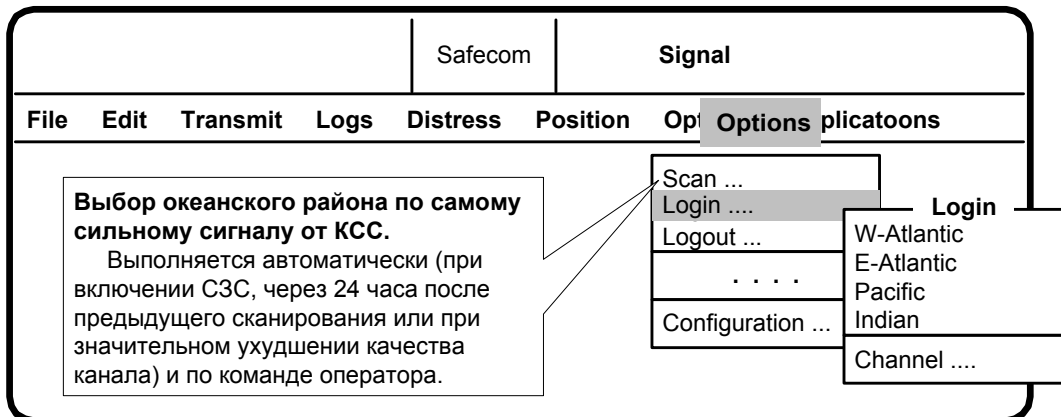 Safecom
Signal
File Edit Transmit Logs Distress Position Opt Options plicatoons
Выбор океанского района по самому
сильному сигналу от КСС.
Выполняется автоматически (при
включении СЗС, через 24 часа после
предыдущего сканирования или при
значительном ухудшении качества
канала) и по команде оператора.
Scan ...
Login ....
Logout ...
. . . .
Configuration ...
Login
W-Atlantic
E-Atlantic
Pacific
Indian
Channel ....